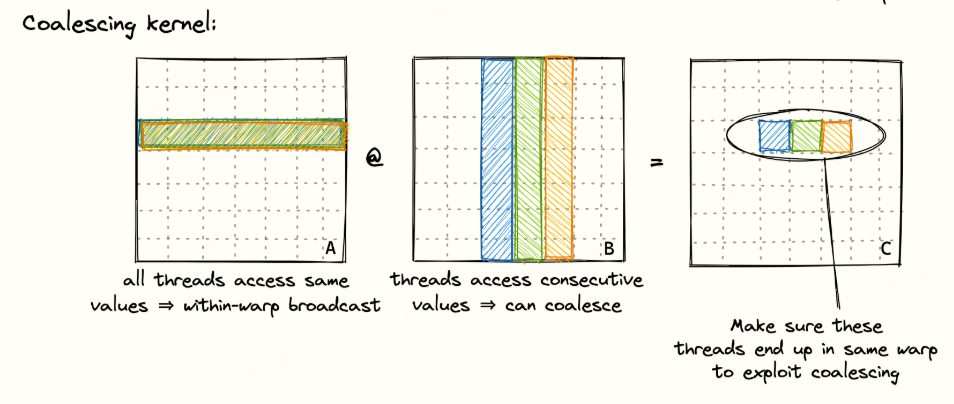 Coalescing kernel:
@
=
A
B
C
all threads access same
values ⇒ within-warp broadcast
threads access consecutive
values ⇒ can coalesce
Make sure these
threads end up in same warp
to exploit coalescing